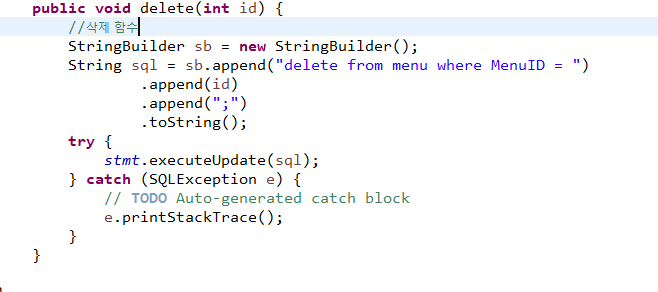 public void delete(int id) {
//삭제 함수
StringBuilder sb = new StringBuilder();
String sql = sb.append("delete from menu where MenuID = ")
.append(id)
.append(";")
.toString();
try {
stmt.executeUpdate(sql);
} catch (SQLException e) {
// TODO Auto-generated catch block
e.printStackTrace();
}
}